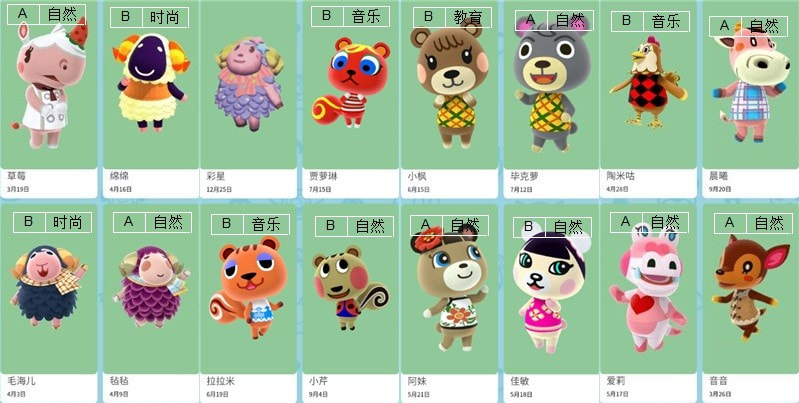 A 自然
B 时尚
B 音乐
B 教育
A 自然
B 音乐
A 自然
草莓
3月19日
绵绵
4月16日
彩星
12月25日
贾萝琳
7月15日
小枫
6月15日
毕克萝
7月12日
陶米咕
4月28日
晨曦
9月20日
B 时尚
A 自然
B 音乐
B 自然
A 自然
B 自然
A 自然
A 自然
毛海儿
4月3日
毡毡
4月9日
拉拉米
6月19日
小芹
9月4日
阿妹
5月21日
佳敏
5月18日
爱莉
5月17日
音音
3月26日